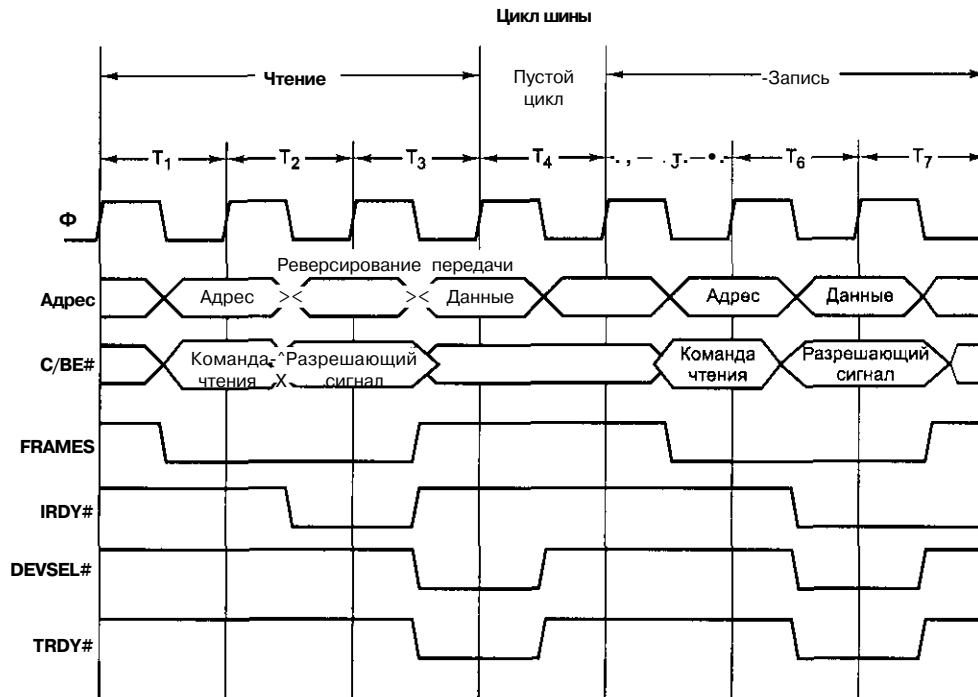 Цикл шины
Чтение
Пустой
цикл
-Запись
T1 T2 T3 T4 T6 T7
Ф
Реверсирование передачи
Адрес Адрес Данные Адрес Данные
C/BE# Команда Разрешающий Команда Разрешающий
чтения сигнал чтения сигнал
FRAMES
IRDY#
DEVSEL#
TRDY#